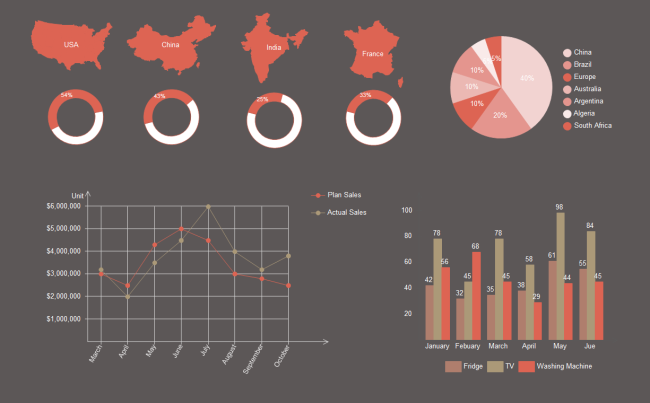 USA
China
India
France
54%
43%
25%
33%
5%
10%
10%
10%
20%
40%
China
Brazil
Europe
Australia
Argentina
Algeria
South Africa
Unit
$6,000,000
$5,000,000
$4,000,000
$3,000,000
$2,000,000
$1,000,000
March
April
May
June
July
August
September
October
Plan Sales
Actual Sales
100
80
60
40
20
42 78 56
32 45 68
35 78 45
38 58 29
61 98 44
55 84 45
January Febuary March April May Jue
Fridge TV Washing Machine